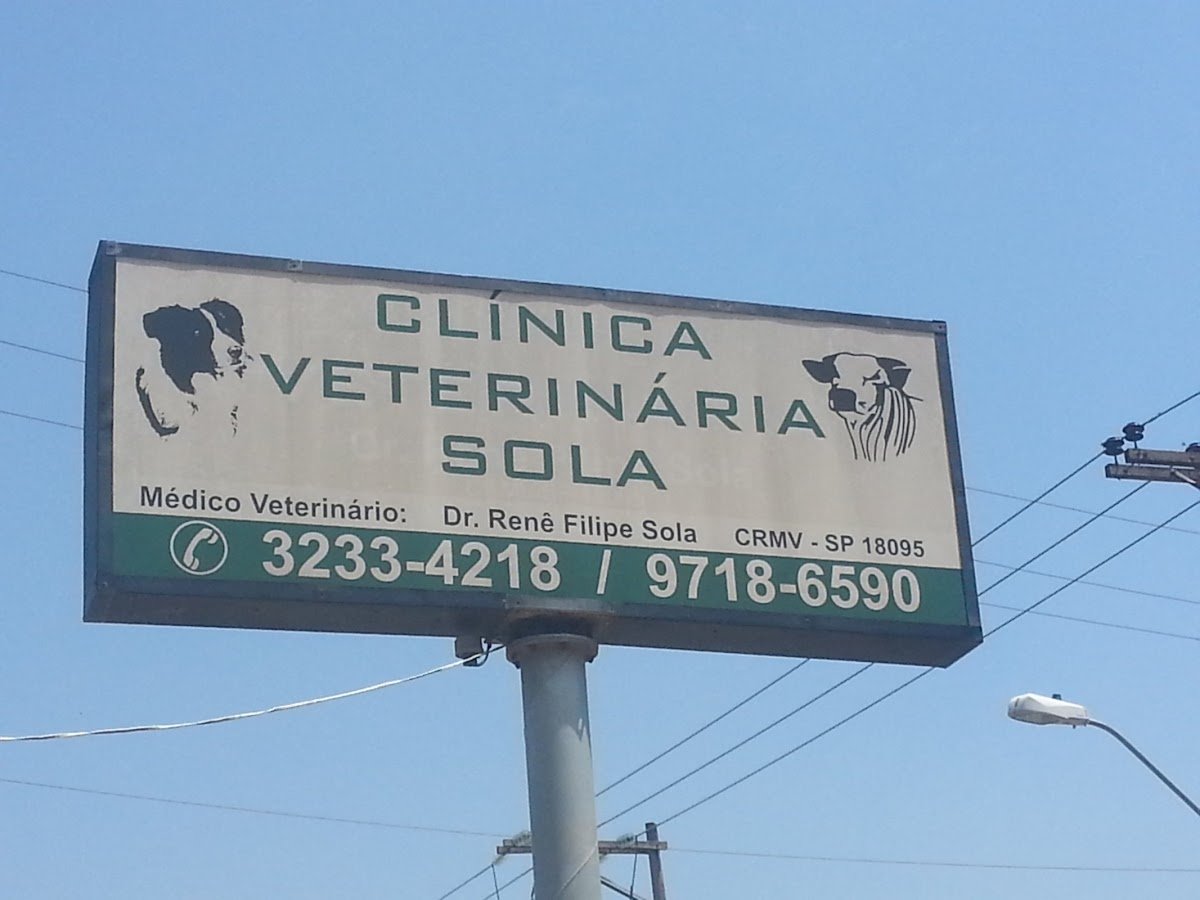 CLÍNICA
VETERINÁRIA
SOLA
Médico Veterinário: Dr. Renê Filipe Sola CRMV - SP 18095
3233-4218 / 9718-6590